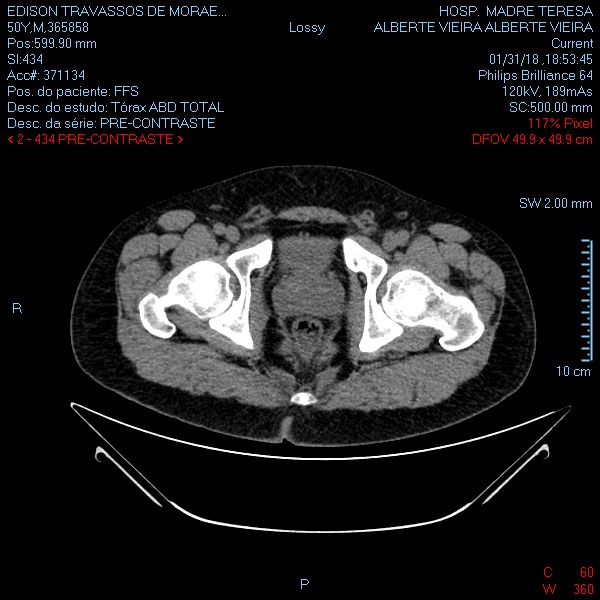 EDISON TRAVASSOS DE MORAE...
50Y,M,365858
Pos:599.90 mm
SI:434
Acc#: 371134
Pos. do paciente: FFS
Desc. do estudo: Tórax ABD TOTAL
Desc. da série: PRE-CONTRASTE
< 2 - 434 PRE-CONTRASTE >
Lossy
HOSP. MADRE TERESA
ALBERTE VIEIRA ALBERTE VIEIRA
Current
01/31/18 ,18:53:45
Philips Brilliance 64
120kV, 189mAs
SC:500.00 mm
117% Pixel
DFOV 49.9 x 49.9 cm
SW 2.00 mm
R
10 cm
P
C 60
W 360